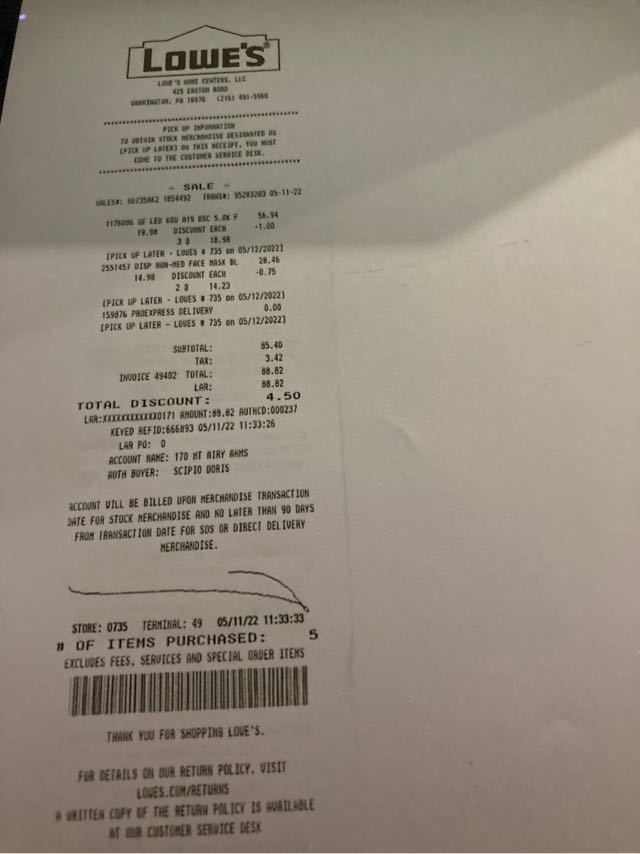 LOWE'S®
LOWE'S HOME CENTERS, LLC
425 EASTON ROAD
WARRINGTON, PA 18976 (215) 491-5968
PICK UP INFORMATION
TO OBTAIN STOCK MERCHANDISE DESIGNATED AS
[PICK UP LATER] ON THIS RECEIPT, YOU MUST
COME TO THE CUSTOMER SERVICE DESK.
- SALE -
SALES#: S0735AK2 1854492 TRANS#: 95283203 05-11-22
1176086 GE LED 60W A19 BSC 5.0K F 56.94
19.98 DISCOUNT EACH -1.00
3 @ 18.98
[PICK UP LATER - LOWES # 735 on 05/12/2022]
2551457 DISP NON-MED FACE MASK BL 28.46
14.98 DISCOUNT EACH -0.75
2 @ 14.23
[PICK UP LATER - LOWES # 735 on 05/12/2022]
159876 PROEXPRESS DELIVERY 0.00
[PICK UP LATER - LOWES # 735 on 05/12/2022]
SUBTOTAL: 85.40
TAX: 3.42
INVOICE 49402 TOTAL: 88.82
LAR: 88.82
TOTAL DISCOUNT: 4.50
LAR:XXXXXXXXXXXX0171 AMOUNT:88.82 AUTHCD:000237
KEYED REFID:666893 05/11/22 11:33:26
LAR PO: 0
ACCOUNT NAME: 170 MT AIRY ARMS
AUTH BUYER: SCIPIO DORIS
ACCOUNT WILL BE BILLED UPON MERCHANDISE TRANSACTION
DATE FOR STOCK MERCHANDISE AND NO LATER THAN 90 DAYS
FROM TRANSACTION DATE FOR SOS OR DIRECT DELIVERY
MERCHANDISE.
STORE: 0735 TERMINAL: 49 05/11/22 11:33:33
# OF ITEMS PURCHASED: 5
EXCLUDES FEES, SERVICES AND SPECIAL ORDER ITEMS
THANK YOU FOR SHOPPING LOWE'S.
FOR DETAILS ON OUR RETURN POLICY, VISIT
LOWES.COM/RETURNS
A WRITTEN COPY OF THE RETURN POLICY IS AVAILABLE
AT OUR CUSTOMER SERVICE DESK